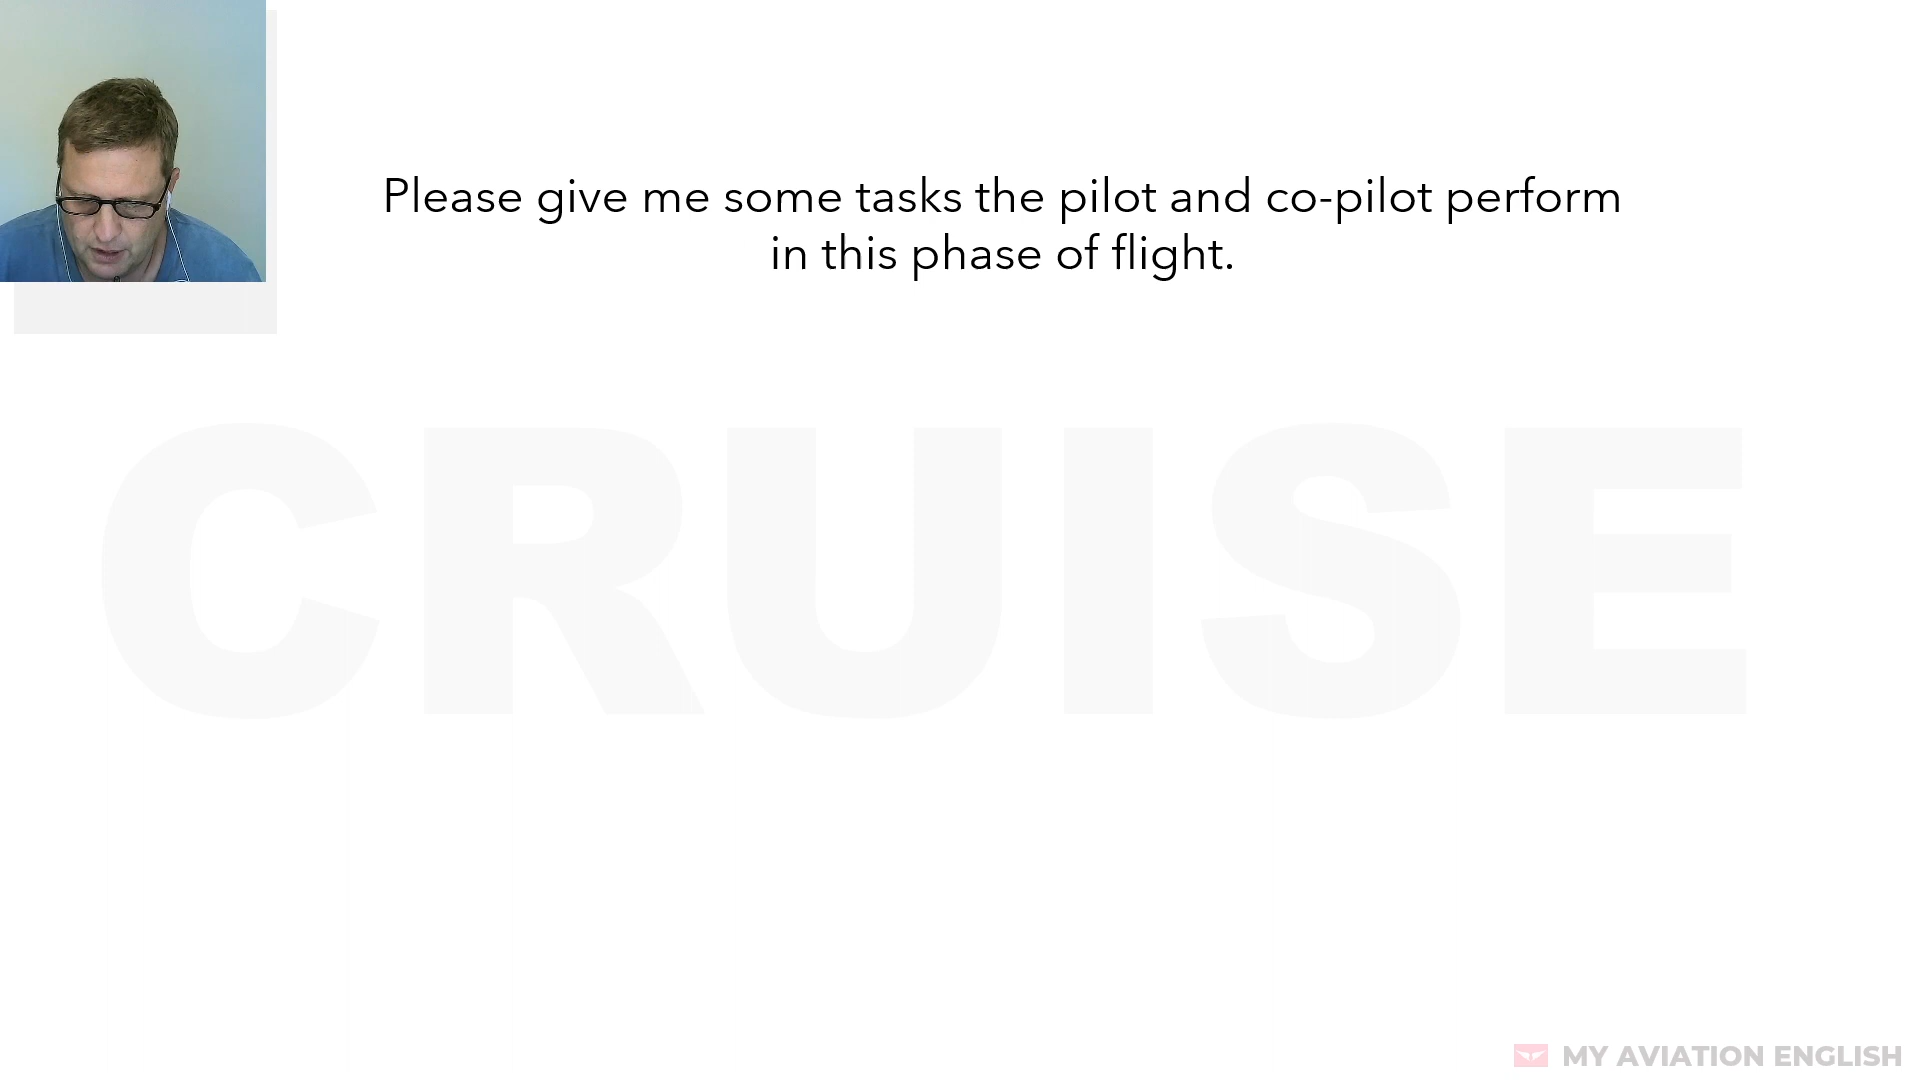 Please give me some tasks the pilot and co-pilot perform
in this phase of flight.
CRUISE
MY AVIATION ENGLISH